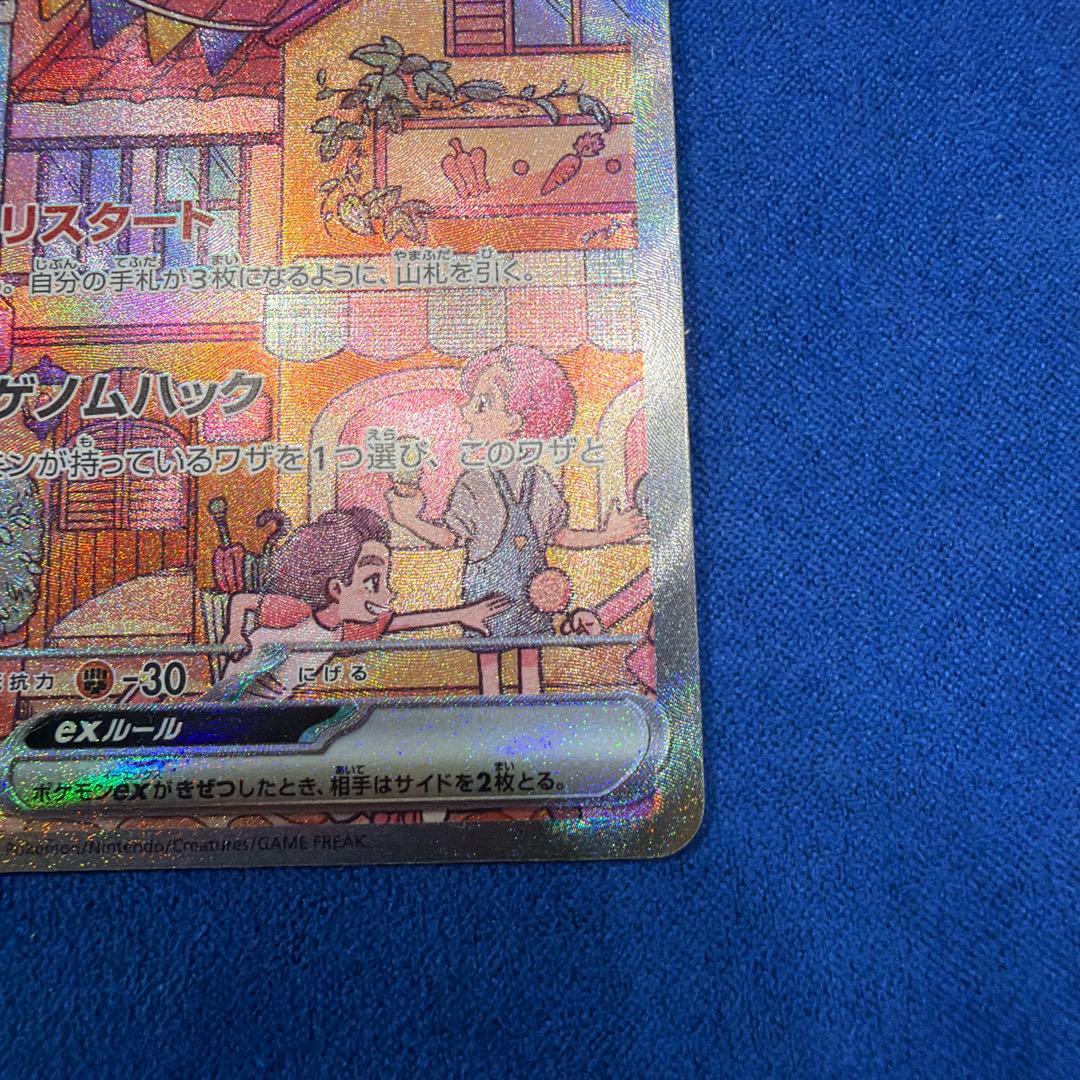 リスタート
。自分の手札が3枚になるように、山札を引く。
ゲノムハック
モンが持っているワザを1つ選び、このワザと
抗力 -30 にげる
exルール
ポケモンexがきぜつしたとき、相手はサイドを2枚とる。
Pokémon/Nintendo/Creatures/GAME FREAK